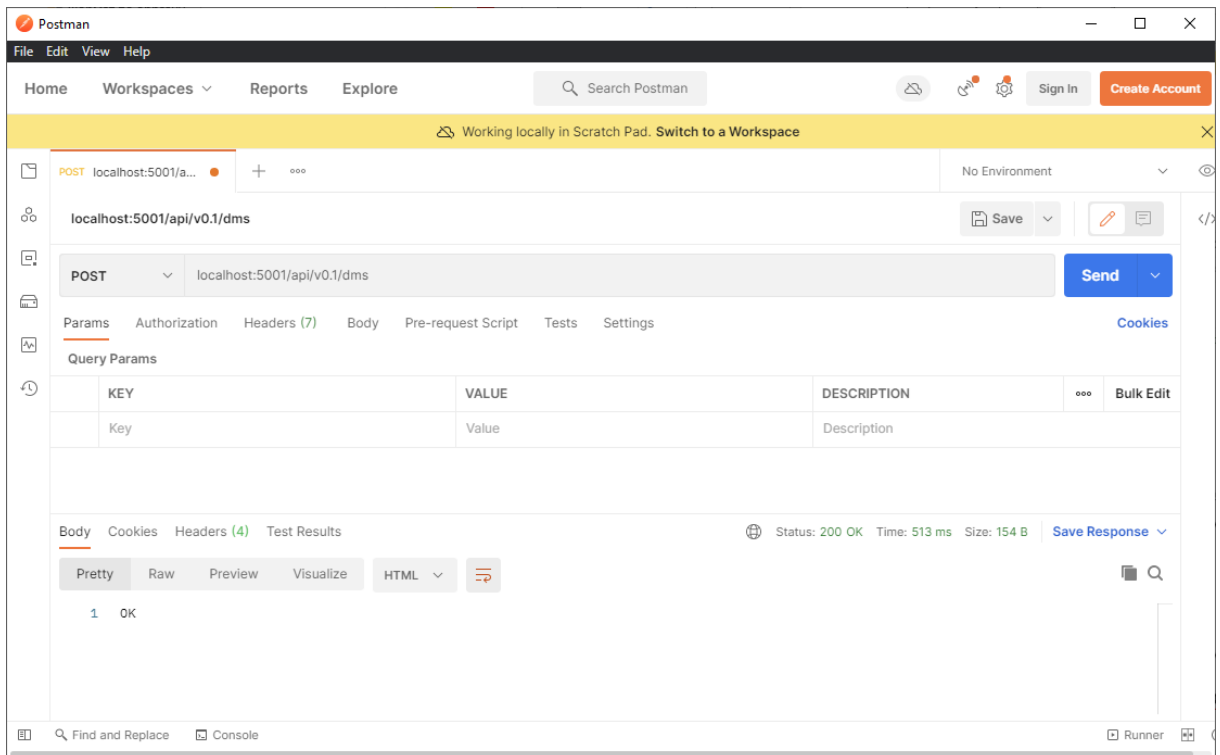 Postman
File Edit View Help
Home Workspaces Reports Explore Search Postman Sign In Create Account
Working locally in Scratch Pad. Switch to a Workspace
POST localhost:5001/a... No Environment
localhost:5001/api/v0.1/dms Save
POST localhost:5001/api/v0.1/dms Send
Params Authorization Headers (7) Body Pre-request Script Tests Settings Cookies
Query Params
KEY VALUE DESCRIPTION Bulk Edit
Key Value Description
Body Cookies Headers (4) Test Results Status: 200 OK Time: 513 ms Size: 154 B Save Response
Pretty Raw Preview Visualize HTML
1 OK
Find and Replace Console Runner